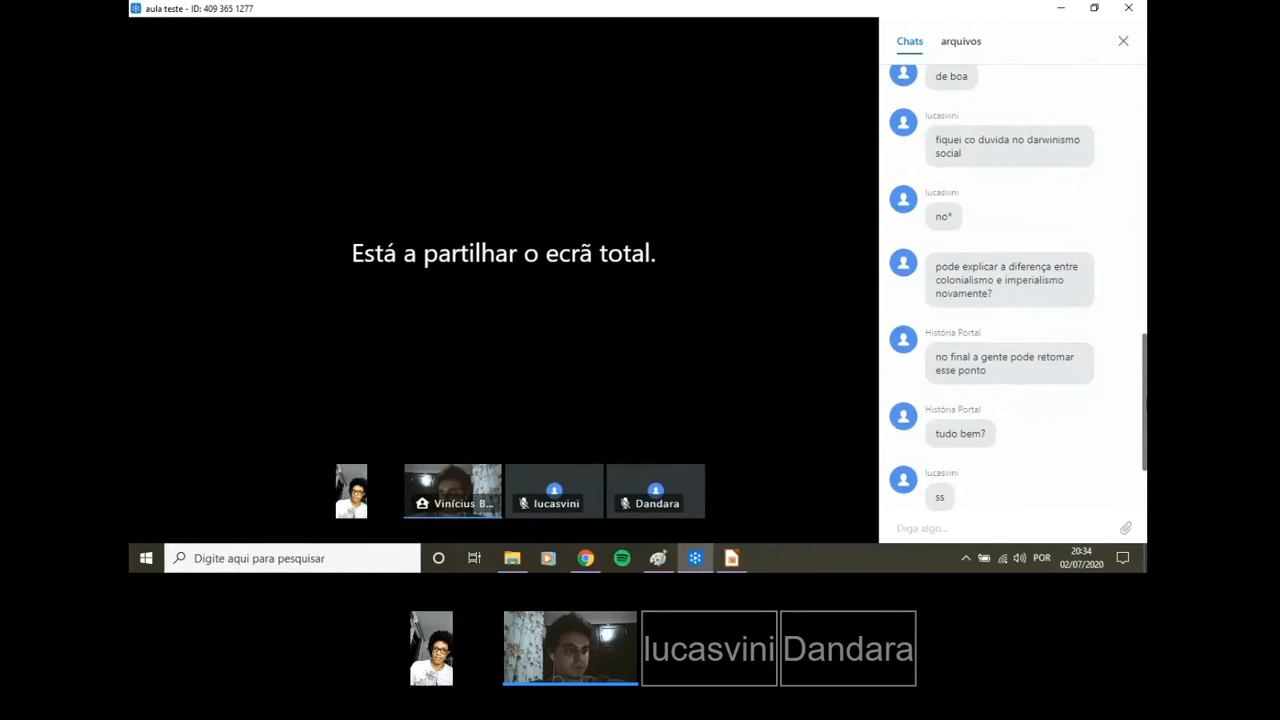 aula teste - ID: 409 365 1277
Está a partilhar o ecrã total.
Vinícius B...
lucasvini
Dandara
Chats
arquivos
de boa
lucasvini
fiquei co duvida no darwinismo
social
lucasvini
no*
pode explicar a diferença entre
colonialismo e imperialismo
novamente?
História Portal
no final a gente pode retomar
esse ponto
História Portal
tudo bem?
lucasvini
ss
Diga algo...
Digite aqui para pesquisar
POR
20:34
02/07/2020
lucasvini
Dandara